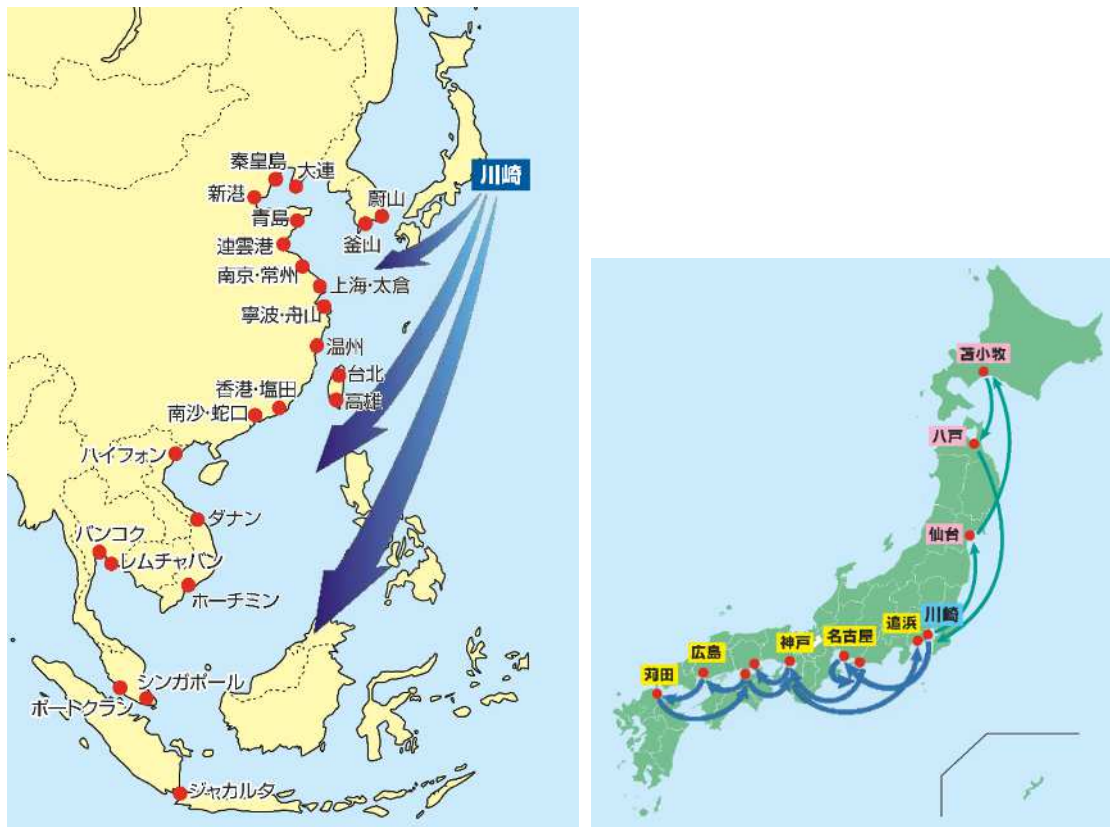 川崎
秦皇島
大連
新港
蔚山
青島
釜山
連雲港
南京・常州
上海・太倉
寧波・舟山
温州
台北
香港・塩田
高雄
南沙・蛇口
ハイフォン
ダナン
バンコク
レムチャバン
ホーチミン
シンガポール
ポートクラン
ジャカルタ
苫小牧
八戸
仙台
川崎
追浜
名古屋
神戸
広島
苅田